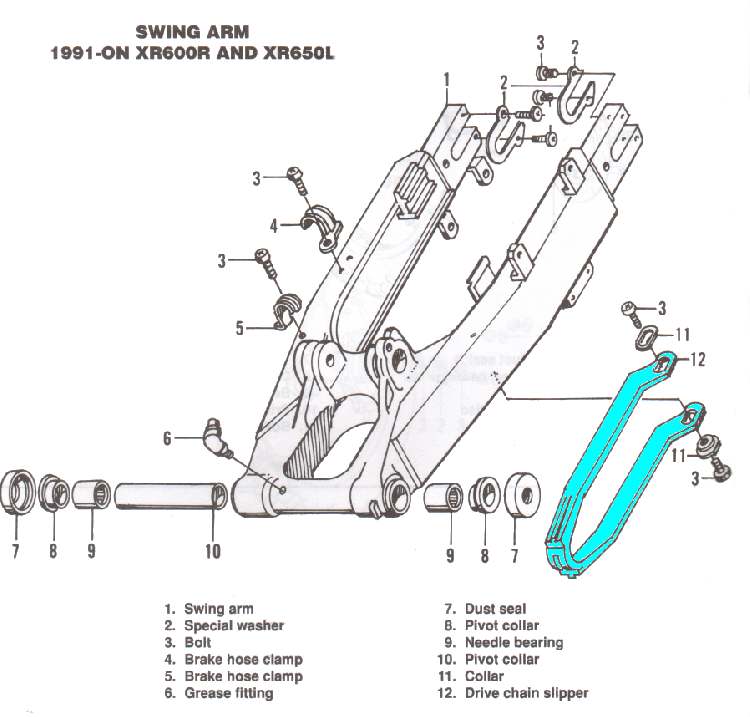 SWING ARM
1991-ON XR600R AND XR650L
3
2
1
2
3
4
3
5
3
11
12
6
11
3
7
8
9
10
9
8
7
1. Swing arm
2. Special washer
3. Bolt
4. Brake hose clamp
5. Brake hose clamp
6. Grease fitting
7. Dust seal
8. Pivot collar
9. Needle bearing
10. Pivot collar
11. Collar
12. Drive chain slipper